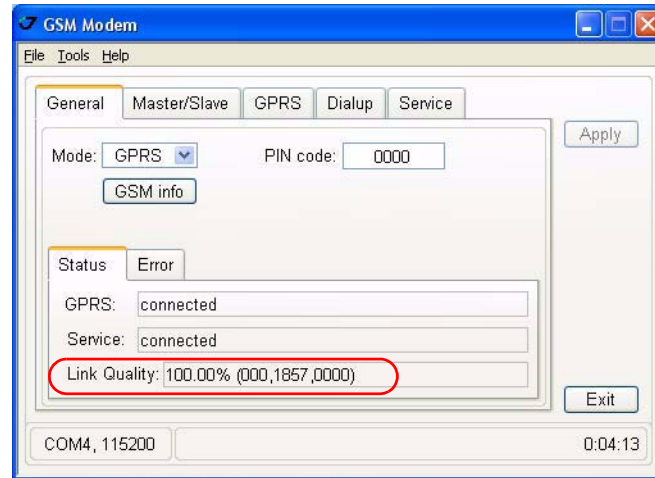 GSM Modem
File Tools Help
General Master/Slave GPRS Dialup Service
Apply
Mode: GPRS PIN code: 0000
GSM info
Status Error
GPRS: connected
Service: connected
Link Quality: 100.00% (000,1857,0000)
Exit
COM4, 115200 0:04:13